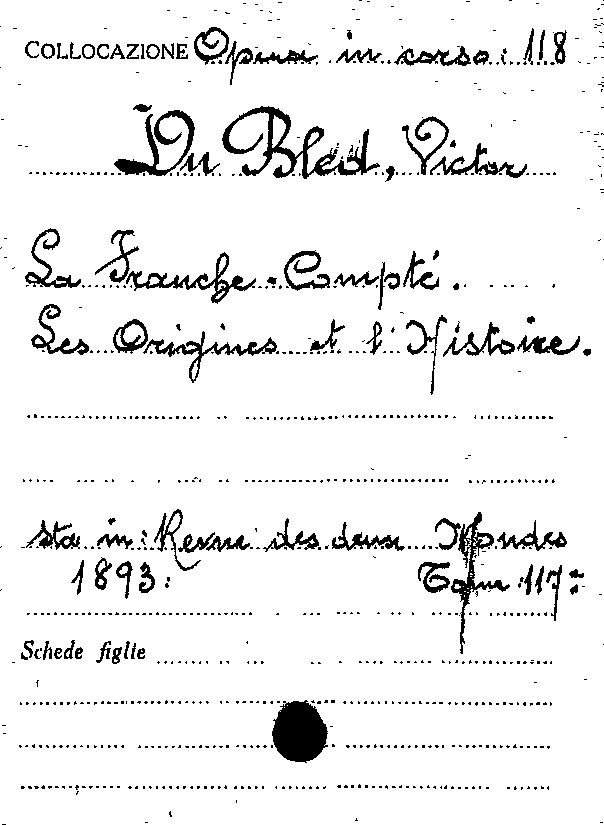 COLLOCAZIONE Opera in corso: 118
Du Bled, Victor
La Franche-Compté.
Les Origines et l'Histoire.
sta in: Revue des deux Mondes
1893: Tome: 117=
Schede figlie